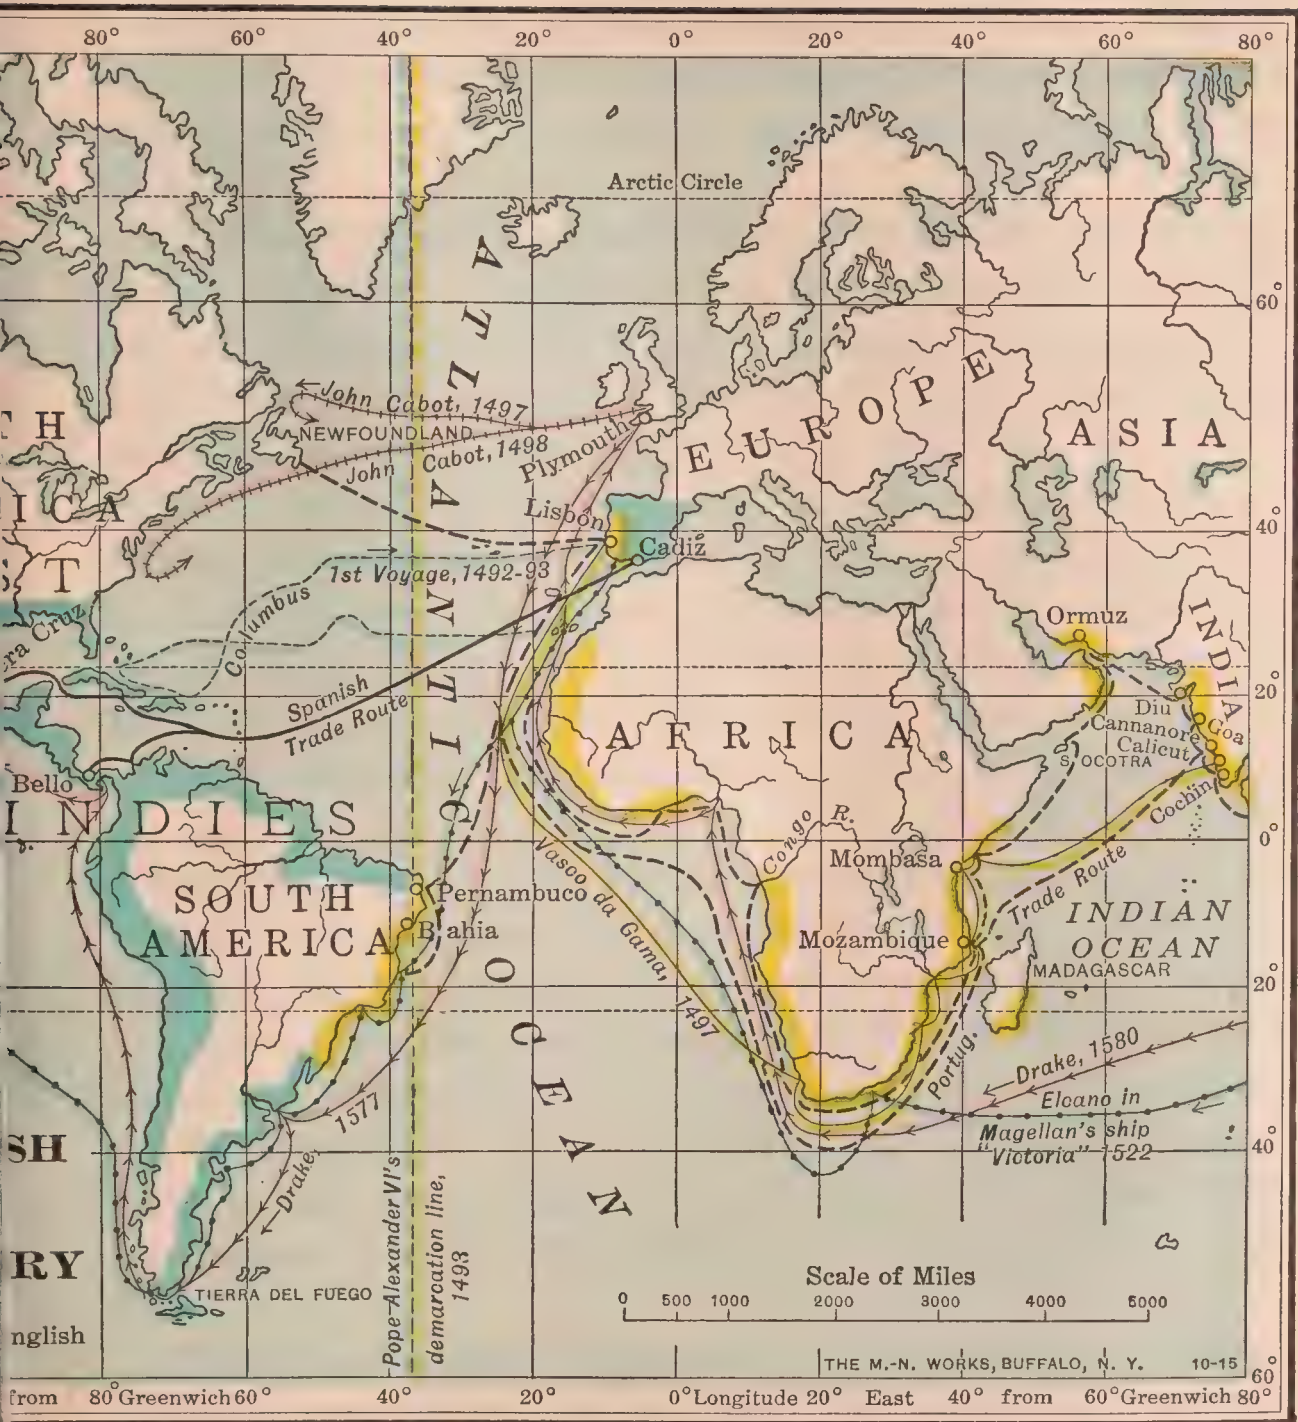 80° 60° 40° 20° 0° 20° 40° 60° 80°
Arctic Circle
60°
ATLANTIC OCEAN
John Cabot, 1497
NEWFOUNDLAND
John Cabot, 1498
Plymouth
EUROPE
ASIA
TH
ICA
ST
Lisbon
Cadiz
40°
1st Voyage, 1492-93
Columbus
era Cruz
Ormuz
INDIA
Spanish
Trade Route
20°
AFRICA
Diu
Cannanore
Goa
Calicut
SOCOTRA
Cochin
Bello
INDIES
Congo R.
0°
Vasco da Gama, 1497
Mombasa
Trade Route
SOUTH
AMERICA
Pernambuco
Bahia
INDIAN
OCEAN
Mozambique
MADAGASCAR
20°
Portug.
Drake, 1580
Elcano in
Magellan's ship
"Victoria" 1522
Drake, 1577
SH
40°
Pope Alexander VI's
demarcation line,
1493
RY
TIERRA DEL FUEGO
Scale of Miles
0 500 1000 2000 3000 4000 5000
nglish
THE M.-N. WORKS, BUFFALO, N. Y. 10-15
60°
from 80° Greenwich 60° 40° 20° 0° Longitude 20° East 40° from 60° Greenwich 80°